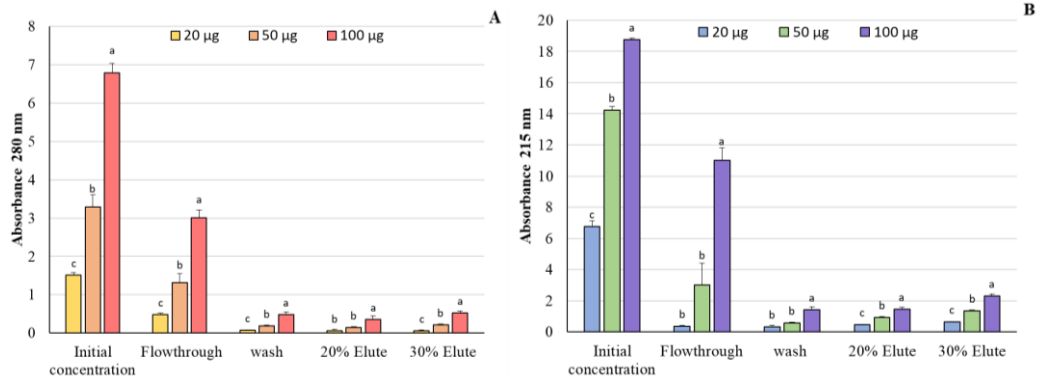 A
20 µg 50 µg 100 µg
Absorbance 280 nm
8
7
6
5
4
3
2
1
0
c b a
c b a
c b a
b b a
c b a
Initial concentration
Flowthrough
wash
20% Elute
30% Elute
B
20 µg 50 µg 100 µg
Absorbance 215 nm
20
18
16
14
12
10
8
6
4
2
0
c b a
b b a
b b a
c b a
c b a
Initial concentration
Flowthrough
wash
20% Elute
30% Elute